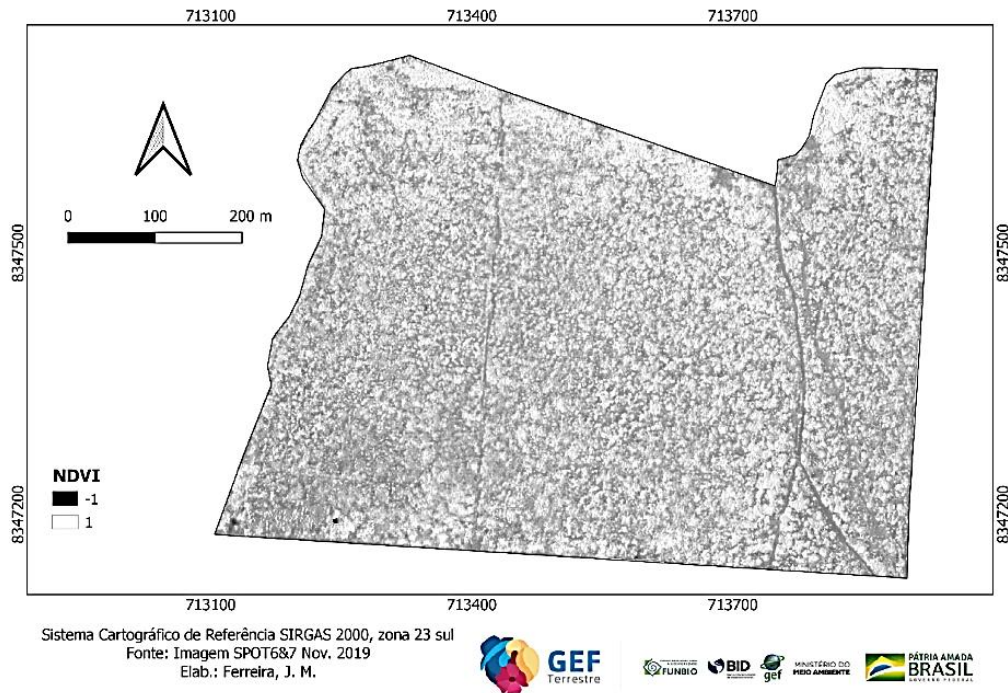 713100 713400 713700
0 100 200 m
8347500 8347500
NDVI
-1
1
8347200 8347200
713100 713400 713700
Sistema Cartográfico de Referência SIRGAS 2000, zona 23 sul
Fonte: Imagem SPOT6&7 Nov. 2019
Elab.: Ferreira, J. M.
GEF
Terrestre
FUNBIO
BID
gef
MINISTÉRIO DO
MEIO AMBIENTE
PÁTRIA AMADA
BRASIL
GOVERNO FEDERAL